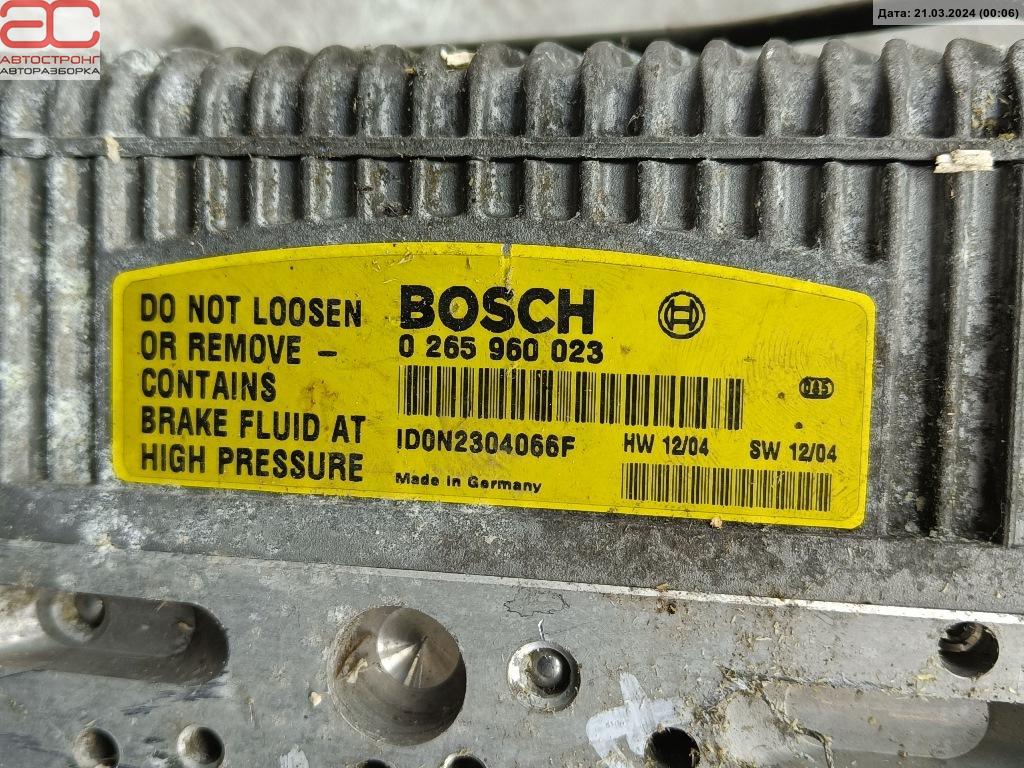 Дата: 21.03.2024 (00:06)
АС
АВТОСТРОНГ
АВТОРАЗБОРКА
DO NOT LOOSEN
OR REMOVE –
CONTAINS
BRAKE FLUID AT
HIGH PRESSURE
BOSCH
0 265 960 023
045
ID0N2304066F
HW 12/04
SW 12/04
Made in Germany